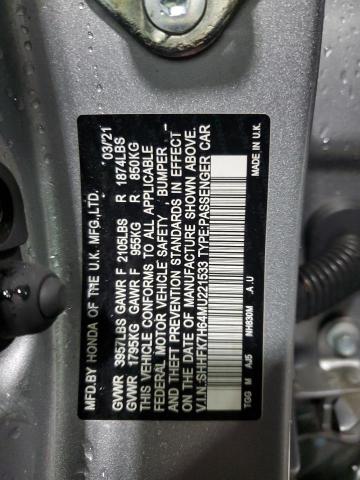 MFD.BY HONDA OF THE U.K. MFG.,LTD. 03/21
GVWR 3957LBS GAWR F 2105LBS R 1874LBS
GVWR 1795KG GAWR F 955KG R 850KG
THIS VEHICLE CONFORMS TO ALL APPLICABLE
FEDERAL MOTOR VEHICLE SAFETY , BUMPER ,
AND THEFT PREVENTION STANDARDS IN EFFECT
ON THE DATE OF MANUFACTURE SHOWN ABOVE.
V.I.N.:SHHFK7H64MU221533 TYPE:PASSENGER CAR
TGG M AJ5 NH830M .A.U MADE IN U.K.